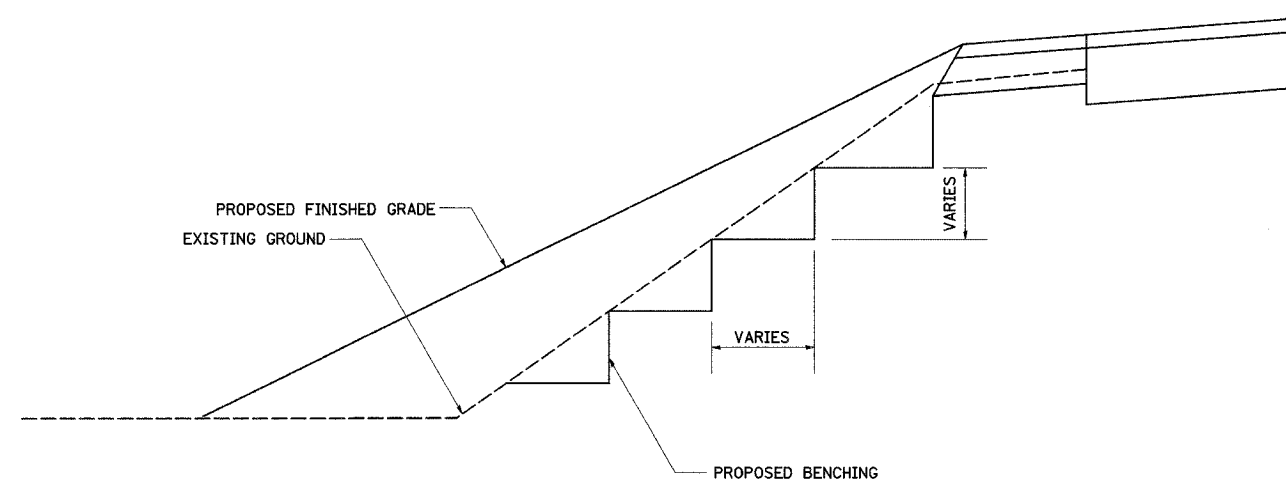 PROPOSED FINISHED GRADE
EXISTING GROUND
VARIES
VARIES
PROPOSED BENCHING